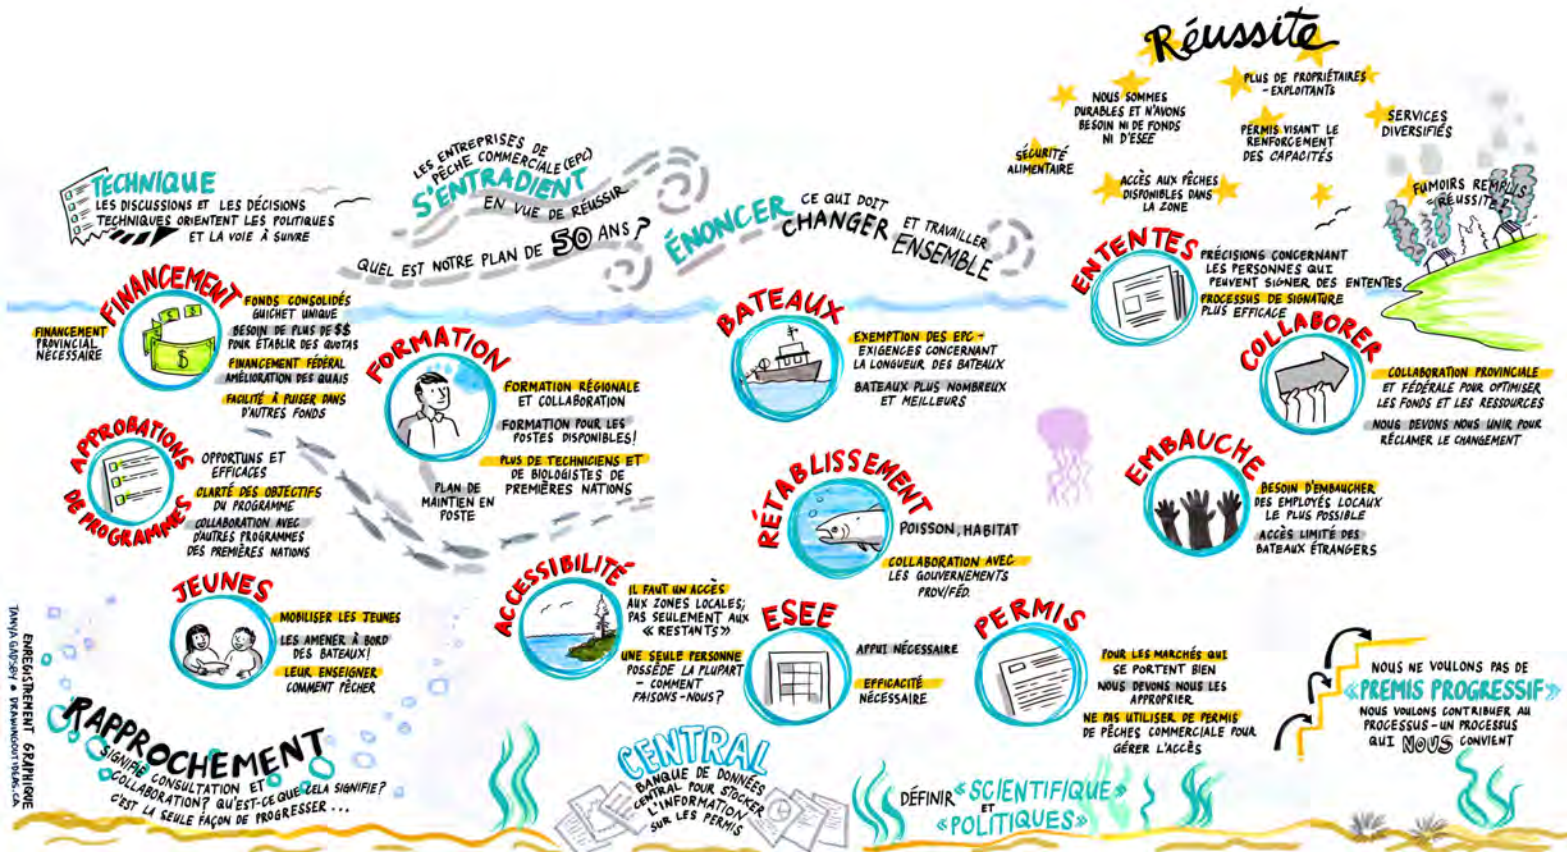 Réussite
NOUS SOMMES
DURABLES ET N'AVONS
BESOIN NI DE FONDS
NI D'ESEE
PLUS DE PROPRIÉTAIRES
-EXPLOITANTS
PERMIS VISANT LE
RENFORCEMENT
DES CAPACITÉS
SERVICES
DIVERSIFIÉS
SÉCURITÉ
ALIMENTAIRE
ACCÈS AUX PÊCHES
DISPONIBLES DANS
LA ZONE
FUMOIRS REMPLIS
TECHNIQUE
LES DISCUSSIONS ET LES DÉCISIONS
TECHNIQUES ORIENTENT LES POLITIQUES
ET LA VOIE À SUIVRE
LES ENTREPRISES DE
PÊCHE COMMERCIALE (EPC)
S'ENTRADIENT
EN VUE DE RÉUSSIR
QUEL EST NOTRE PLAN DE 50 ANS?
ÉNONCER CE QUI DOIT
CHANGER ET TRAVAILLER
ENSEMBLE
ENTENTES
PRÉCISIONS CONCERNANT
LES PERSONNES QUI
PEUVENT SIGNER DES ENTENTES
PROCESSUS DE SIGNATURE
PLUS EFFICACE
FINANCEMENT
FINANCEMENT
PROVINCIAL
NÉCESSAIRE
FONDS CONSOLIDÉS
GUICHET UNIQUE
BESOIN DE PLUS DE $$
POUR ÉTABLIR DES QUOTAS
FINANCEMENT FÉDÉRAL
AMÉLIORATION DES QUAIS
FACILITÉ À PUISER DANS
D'AUTRES FONDS
FORMATION
FORMATION RÉGIONALE
ET COLLABORATION
FORMATION POUR LES
POSTES DISPONIBLES!
PLUS DE TECHNICIENS ET
DE BIOLOGISTES DE
PREMIÈRES NATIONS
PLAN DE
MAINTIEN EN
POSTE
BATEAUX
EXEMPTION DES EPC -
EXIGENCES CONCERNANT
LA LONGUEUR DES BATEAUX
BATEAUX PLUS NOMBREUX
ET MEILLEURS
COLLABORER
COLLABORATION PROVINCIALE
ET FÉDÉRALE POUR OPTIMISER
LES FONDS ET LES RESSOURCES
NOUS DEVONS NOUS UNIR POUR
RÉCLAMER LE CHANGEMENT
APPROBATIONS
DE PROGRAMMES
OPPORTUNS ET
EFFICACES
CLARTÉ DES OBJECTIFS
DU PROGRAMME
COLLABORATION AVEC
D'AUTRES PROGRAMMES
DES PREMIÈRES NATIONS
RÉTABLISSEMENT
POISSON, HABITAT
COLLABORATION AVEC
LES GOUVERNEMENTS
PROV/FÉD.
EMBAUCHE
BESOIN D'EMBAUCHER
DES EMPLOYÉS LOCAUX
LE PLUS POSSIBLE
ACCÈS LIMITÉ DES
BATEAUX ÉTRANGERS
JEUNES
MOBILISER LES JEUNES
LES AMENER À BORD
DES BATEAUX!
LEUR ENSEIGNER
COMMENT PÊCHER
ACCESSIBILITÉ
IL FAUT UN ACCÈS
AUX ZONES LOCALES;
PAS SEULEMENT AUX
« RESTANTS »
UNE SEULE PERSONNE
POSSÈDE LA PLUPART
- COMMENT
FAISONS-NOUS?
ESEE
APPUI NÉCESSAIRE
EFFICACITÉ
NÉCESSAIRE
PERMIS
POUR LES MARCHÉS QUI
SE PORTENT BIEN
NOUS DEVONS NOUS LES
APPROPRIER
NE PAS UTILISER DE PERMIS
DE PÊCHES COMMERCIALE POUR
GÉRER L'ACCÈS
NOUS NE VOULONS PAS DE
«PREMIS PROGRESSIF»
NOUS VOULONS CONTRIBUER AU
PROCESSUS - UN PROCESSUS
QUI NOUS CONVIENT
RAPPROCHEMENT
SIGNIFIE CONSULTATION ET
COLLABORATION? QU'EST-CE QUE CELA SIGNIFIE?
C'EST LA SEULE FAÇON DE PROGRESSER...
CENTRAL
BANQUE DE DONNÉES
CENTRAL POUR STOCKER
L'INFORMATION
SUR LES PERMIS
DÉFINIR «SCIENTIFIQUE»
ET
«POLITIQUES»
ENREGISTREMENT GRAPHIQUE
TANYA GADSBY • DRAWINGOUTIDEAS.CA